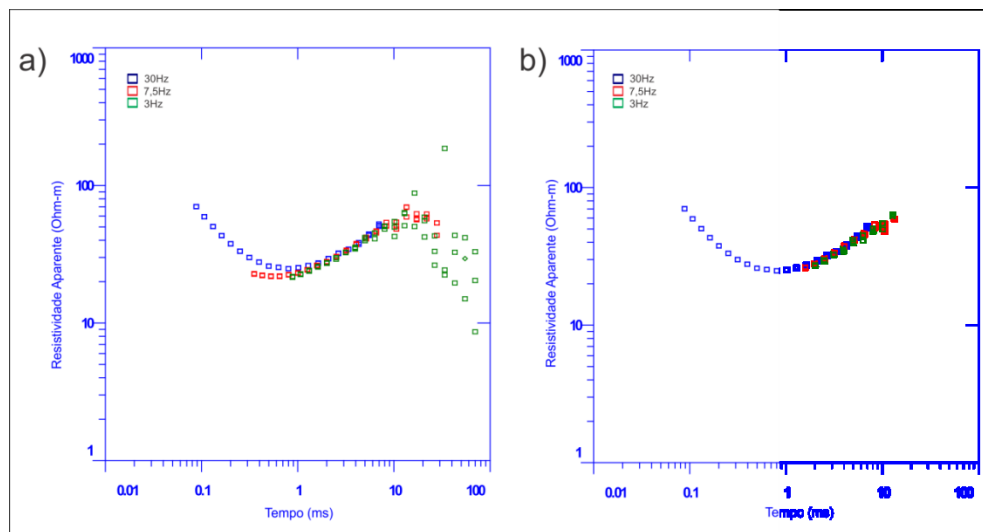 a)
1000
30Hz
7,5Hz
3Hz
100
10
1
Resistividade Aparente (Ohm-m)
0.01 0.1 1 10 100
Tempo (ms)
b)
1000
30Hz
7,5Hz
3Hz
100
10
1
Resistividade Aparente (Ohm-m)
0.01 0.1 1 10 100
Tempo (ms)